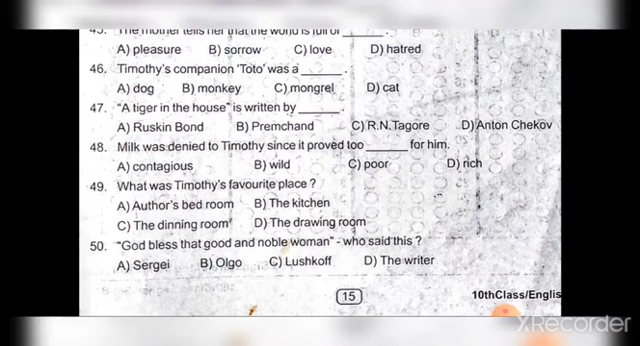 45. The mother tells her that the world is full of ______ .
A) pleasure B) sorrow C) love D) hatred
46. Timothy's companion 'Toto' was a ______ .
A) dog B) monkey C) mongrel D) cat
47. "A tiger in the house" is written by ______ .
A) Ruskin Bond B) Premchand C) R.N.Tagore D) Anton Chekov
48. Milk was denied to Timothy since it proved too ______ for him.
A) contagious B) wild C) poor D) rich
49. What was Timothy's favourite place ?
A) Author's bed room B) The kitchen
C) The dinning room D) The drawing room
50. "God bless that good and noble woman" - who said this ?
A) Sergei B) Olgo C) Lushkoff D) The writer
15
10thClass/Englis
XRecorder